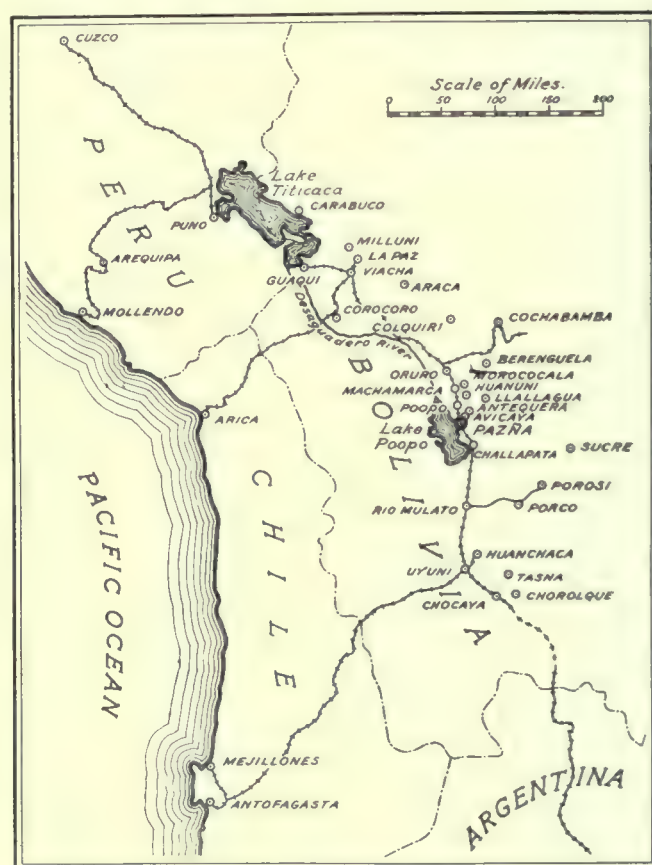 CUZCO
Scale of Miles.
0 50 100 150 200
PERU
Lake
Titicaca
CARABUCO
PUNO
MILLUNI
LA PAZ
VIACHA
AREQUIPA
GUAQUI
ARACA
MOLLENDO
COROCORO
Desaguadero River
COLQUIRI
COCHABAMBA
BOLIVIA
BERENGUELA
ORURO
MOROCOCALA
MACHAMARCA
HUANUNI
LLALLAGUA
POOPO
ANTEQUERA
AVICAYA
ARICA
Lake
Poopo
PAZÑA
CHALLAPATA
SUCRE
PACIFIC OCEAN
CHILE
POROSI
RIO MULATO
PORCO
HUANCHACA
UYUNI
TASNA
CHOCAYA
CHOROLQUE
MEJILLONES
ARGENTINA
ANTOFAGASTA